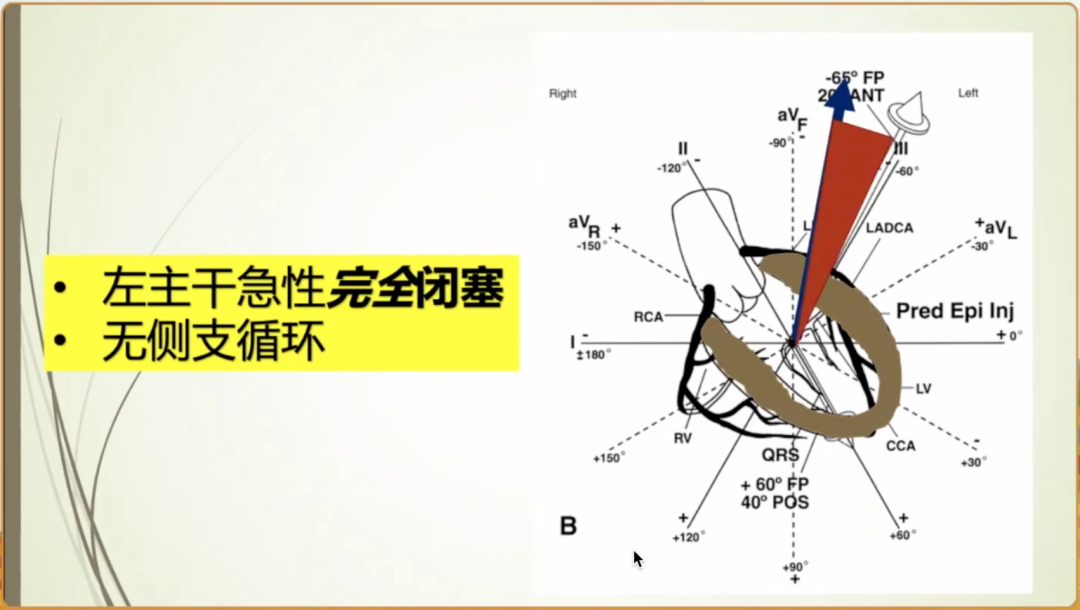 • 左主干急性完全闭塞
• 无侧支循环
-65° FP
ANT
Right
Left
aVF
-
-90°
II
-
-120°
III
-
-60°
aVR +
-150°
+aVL
-30°
LADCA
RCA
Pred Epi Inj
I
-
±180°
+ 0°
LV
RV
CCA
QRS
+150°
-
+30°
+ 60° FP
40° POS
B
+
+120°
+
+60°
+90°
+